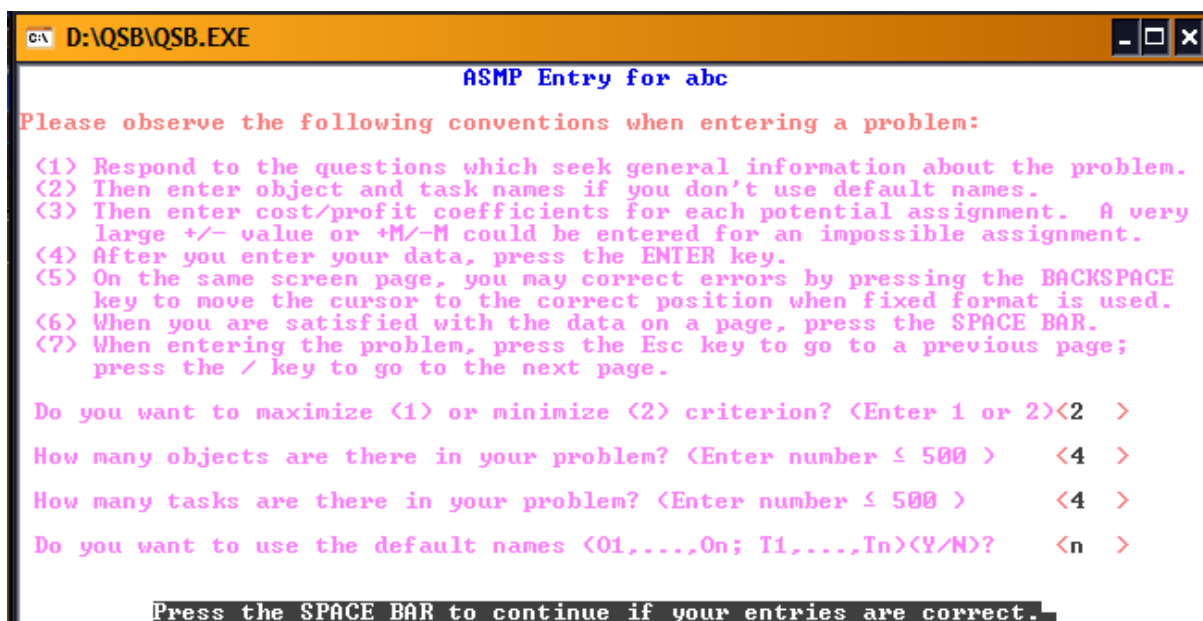 C:\ D:\QSB\QSB.EXE
ASMP Entry for abc
Please observe the following conventions when entering a problem:
(1) Respond to the questions which seek general information about the problem.
(2) Then enter object and task names if you don't use default names.
(3) Then enter cost/profit coefficients for each potential assignment.  A very
large +/- value or +M/-M could be entered for an impossible assignment.
(4) After you enter your data, press the ENTER key.
(5) On the same screen page, you may correct errors by pressing the BACKSPACE
key to move the cursor to the correct position when fixed format is used.
(6) When you are satisfied with the data on a page, press the SPACE BAR.
(7) When entering the problem, press the Esc key to go to a previous page;
press the / key to go to the next page.
Do you want to maximize (1) or minimize (2) criterion? (Enter 1 or 2)<2  >
How many objects are there in your problem? (Enter number ≤ 500 )    <4  >
How many tasks are there in your problem? (Enter number ≤ 500 )    <4  >
Do you want to use the default names (O1,....,On; T1,....,Tn)(Y/N)?    <n  >
Press the SPACE BAR to continue if your entries are correct.